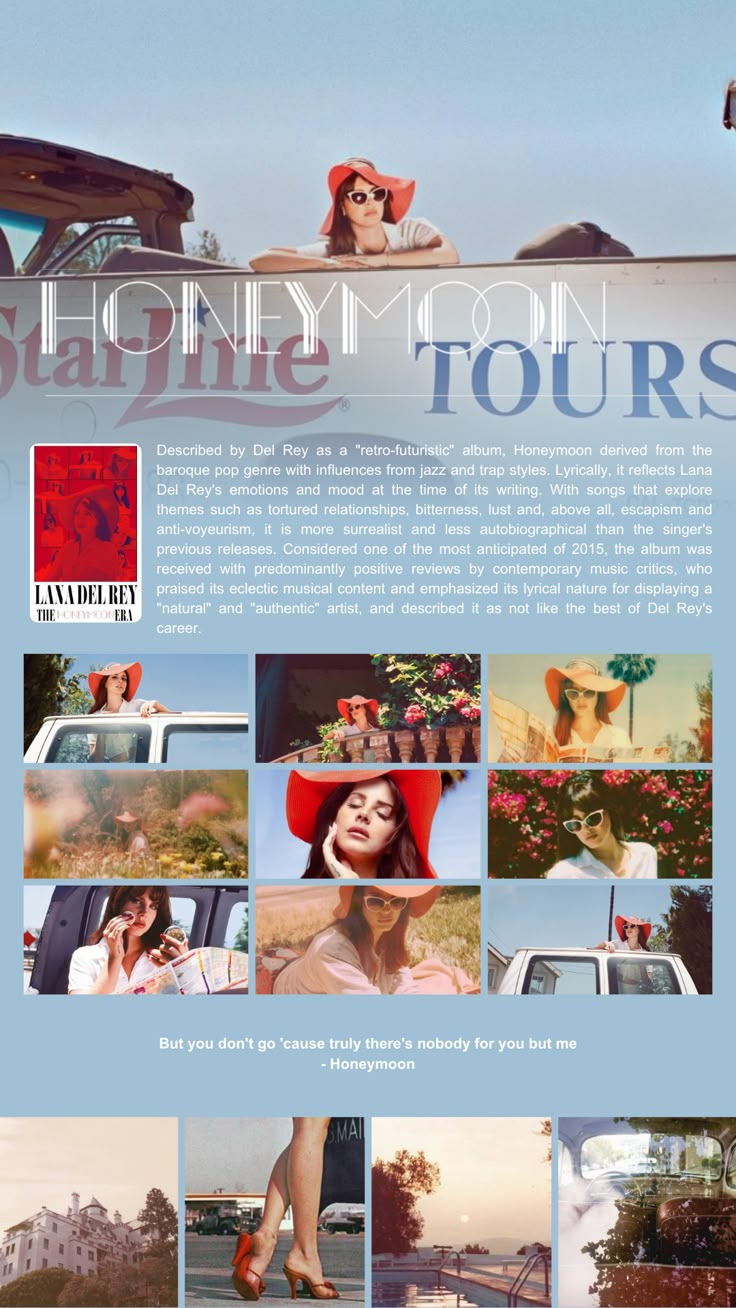 HONEYMOON
StarLine ®
TOURS
Described by Del Rey as a "retro-futuristic" album, Honeymoon derived from the
baroque pop genre with influences from jazz and trap styles. Lyrically, it reflects Lana
Del Rey's emotions and mood at the time of its writing. With songs that explore
themes such as tortured relationships, bitterness, lust and, above all, escapism and
anti-voyeurism, it is more surrealist and less autobiographical than the singer's
previous releases. Considered one of the most anticipated of 2015, the album was
received with predominantly positive reviews by contemporary music critics, who
praised its eclectic musical content and emphasized its lyrical nature for displaying a
"natural" and "authentic" artist, and described it as not like the best of Del Rey's
career.
LANA DEL REY
THE HONEYMOON ERA
But you don't go 'cause truly there's nobody for you but me
- Honeymoon